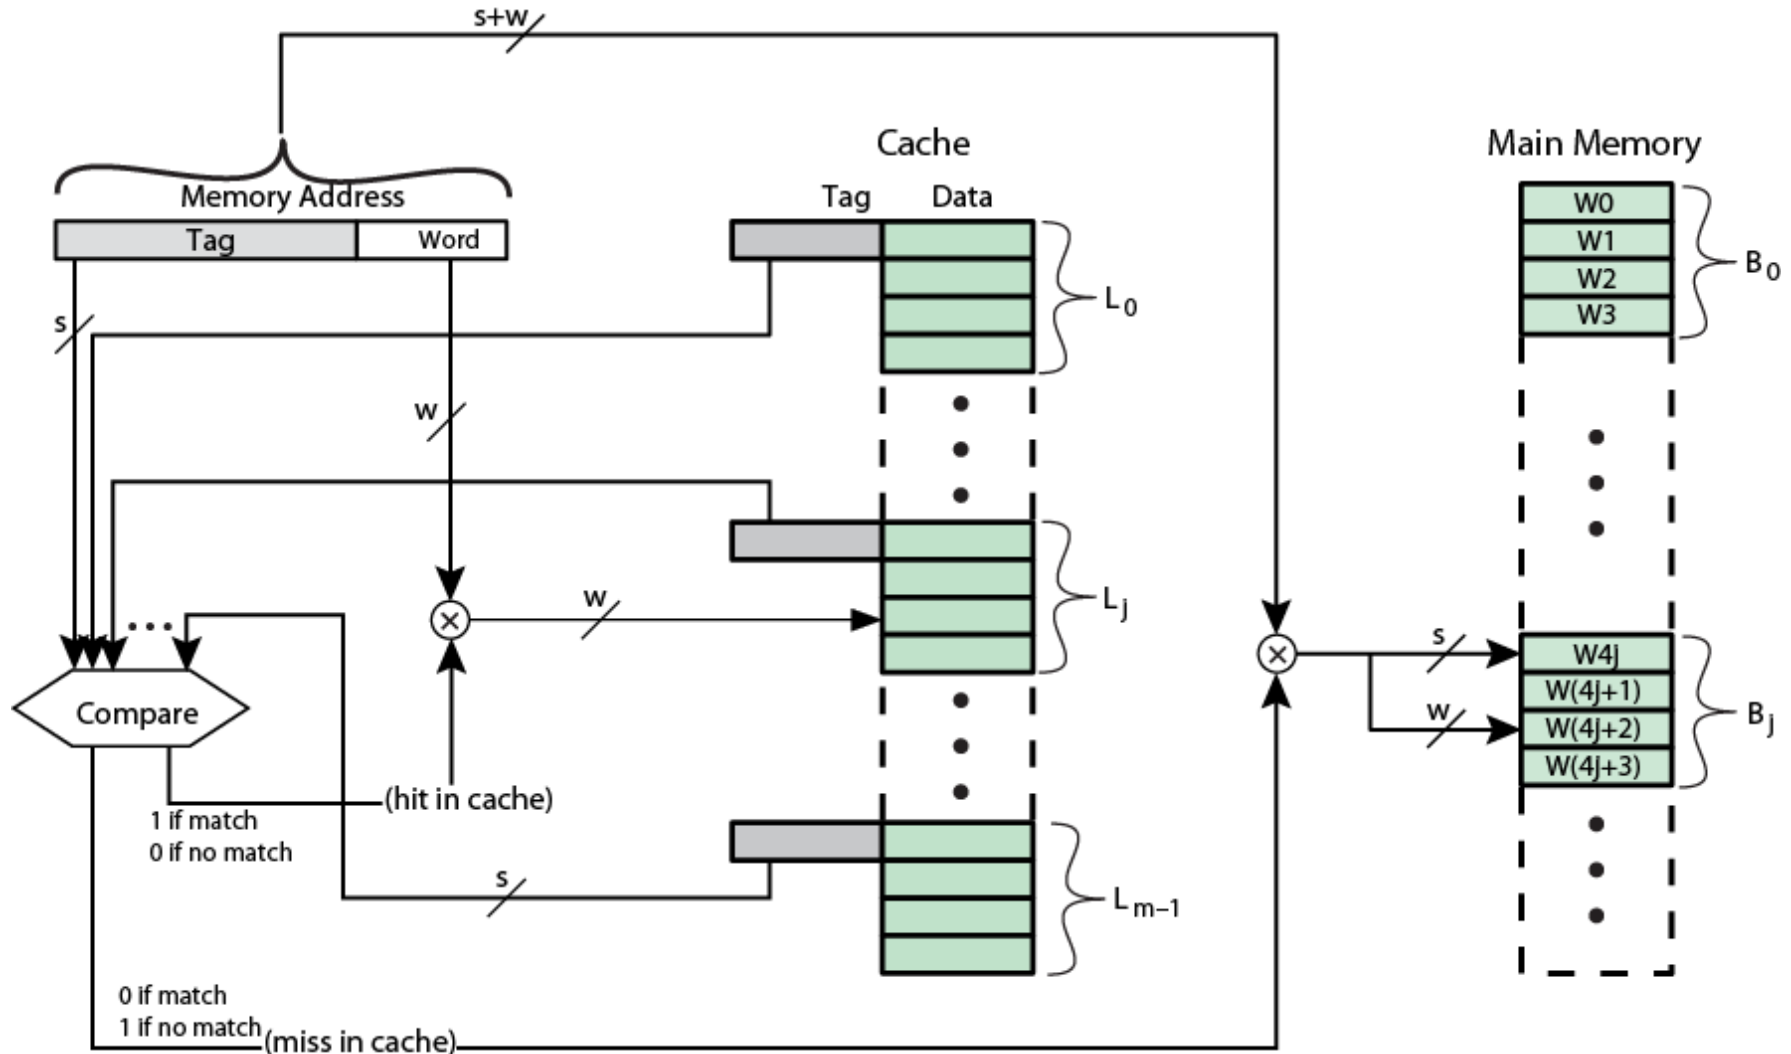 s+w
Cache
Main Memory
Memory Address
Tag Data
Tag Word
W0
W1
W2
W3
B0
L0
s
w
Lj
w
s
w
W4j
W(4j+1)
W(4j+2)
W(4j+3)
Bj
Compare
(hit in cache)
1 if match
0 if no match
s
Lm–1
0 if match
1 if no match
(miss in cache)